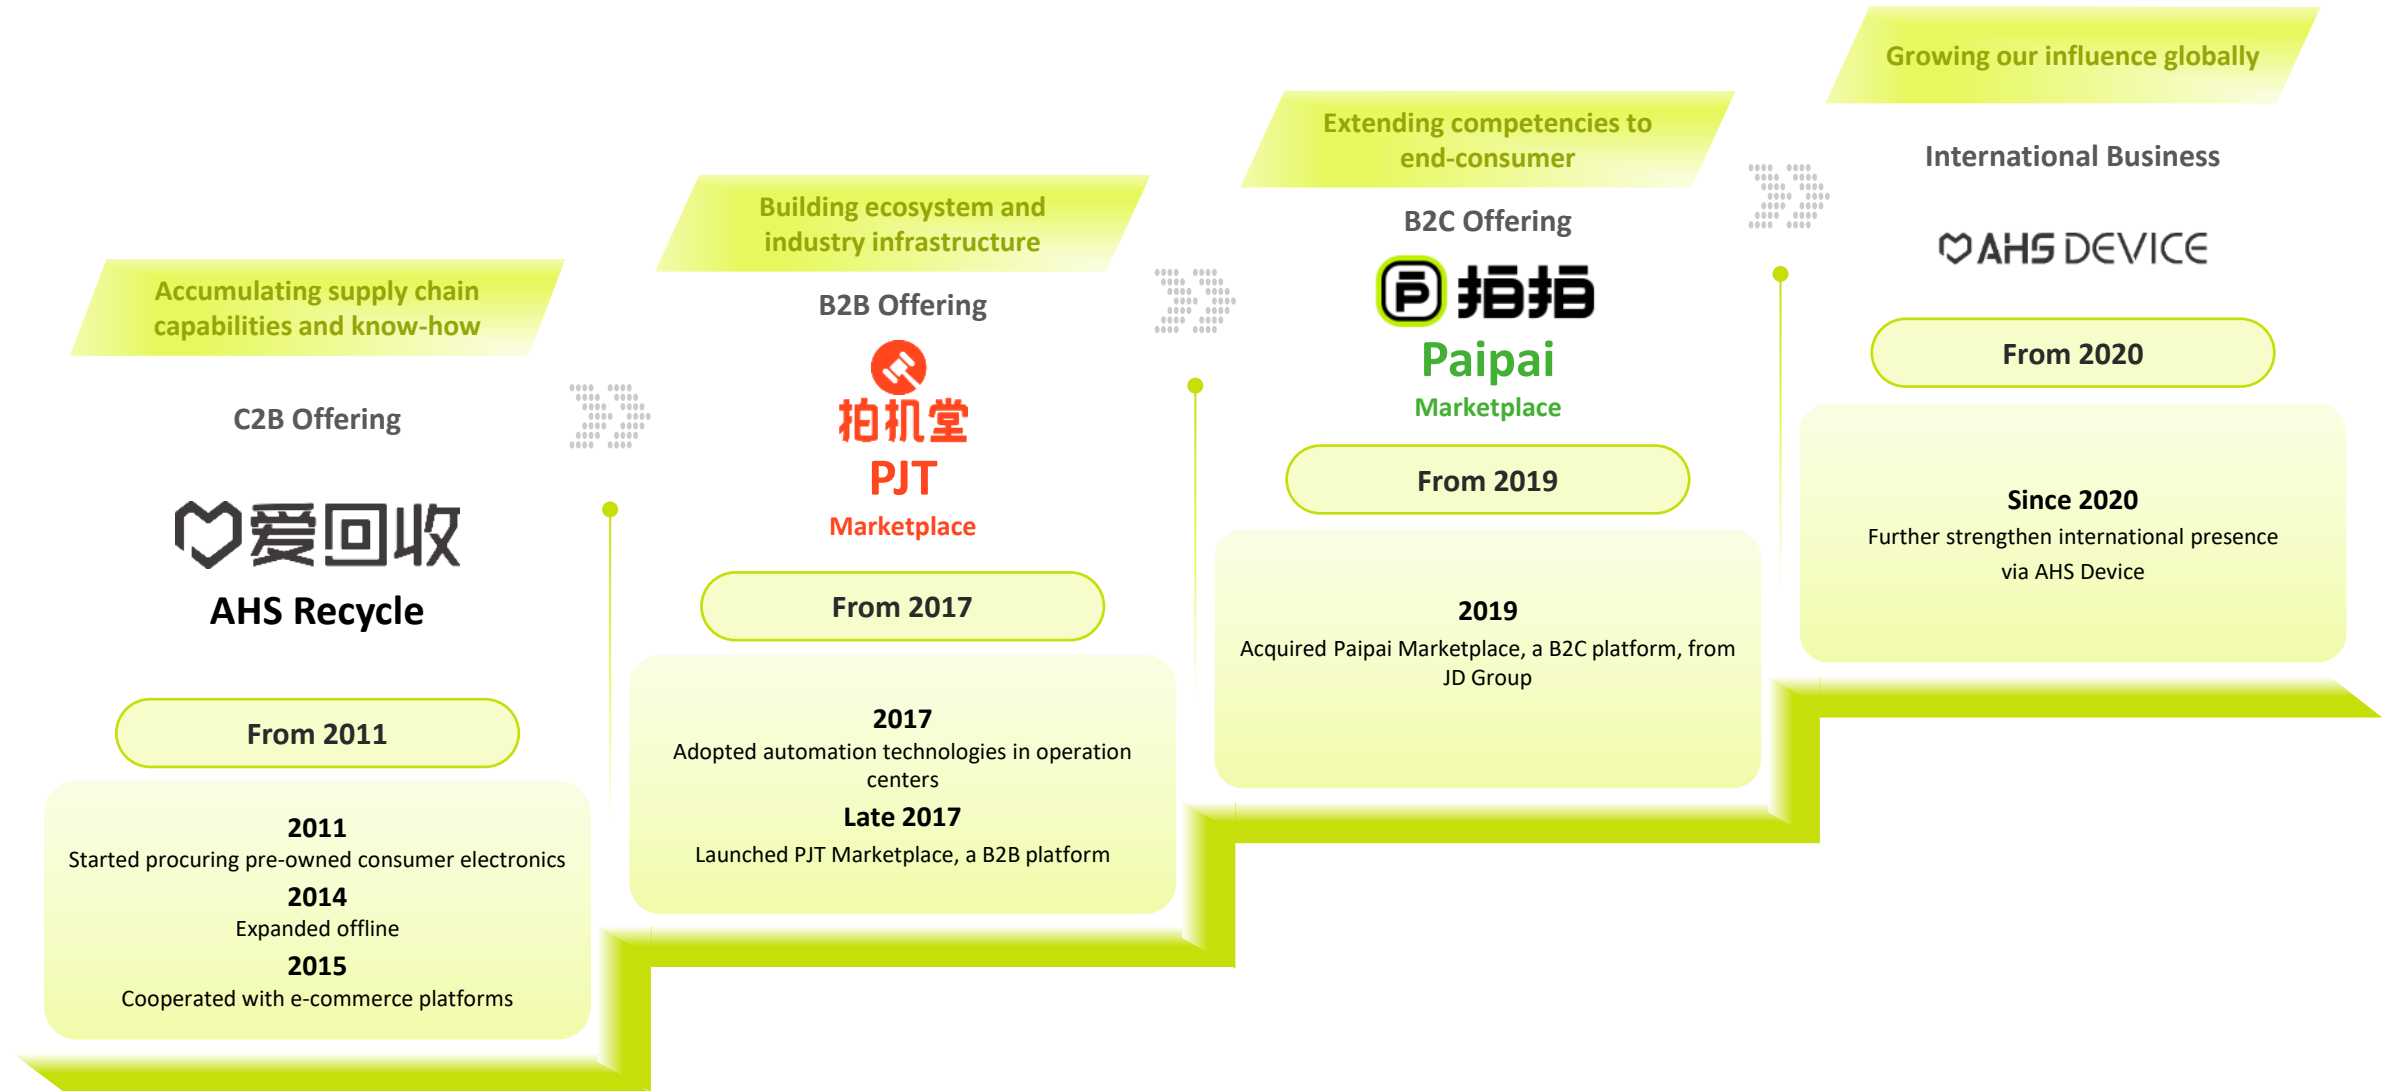 Accumulating supply chain
capabilities and know-how
C2B Offering
爱回收
AHS Recycle
From 2011
2011
Started procuring pre-owned consumer electronics
2014
Expanded offline
2015
Cooperated with e-commerce platforms
Building ecosystem and
industry infrastructure
B2B Offering
拍机堂
PJT
Marketplace
From 2017
2017
Adopted automation technologies in operation
centers
Late 2017
Launched PJT Marketplace, a B2B platform
Extending competencies to
end-consumer
B2C Offering
P 拍拍
Paipai
Marketplace
From 2019
2019
Acquired Paipai Marketplace, a B2C platform, from
JD Group
Growing our influence globally
International Business
AHS DEVICE
From 2020
Since 2020
Further strengthen international presence
via AHS Device